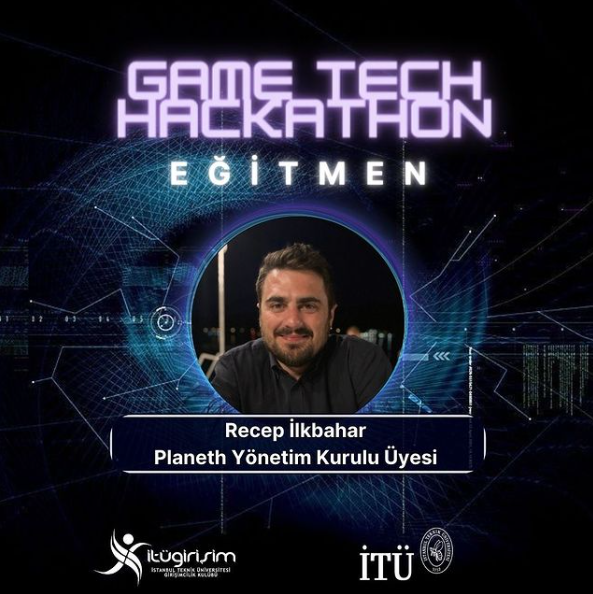 GAME TECH
HACKATHON
EĞİTMEN
Recep İlkbahar
Planeth Yönetim Kurulu Üyesi
itügirişim
İSTANBUL TEKNİK ÜNİVERSİTESİ
GİRİŞİMCİLİK KULÜBÜ
İTÜ